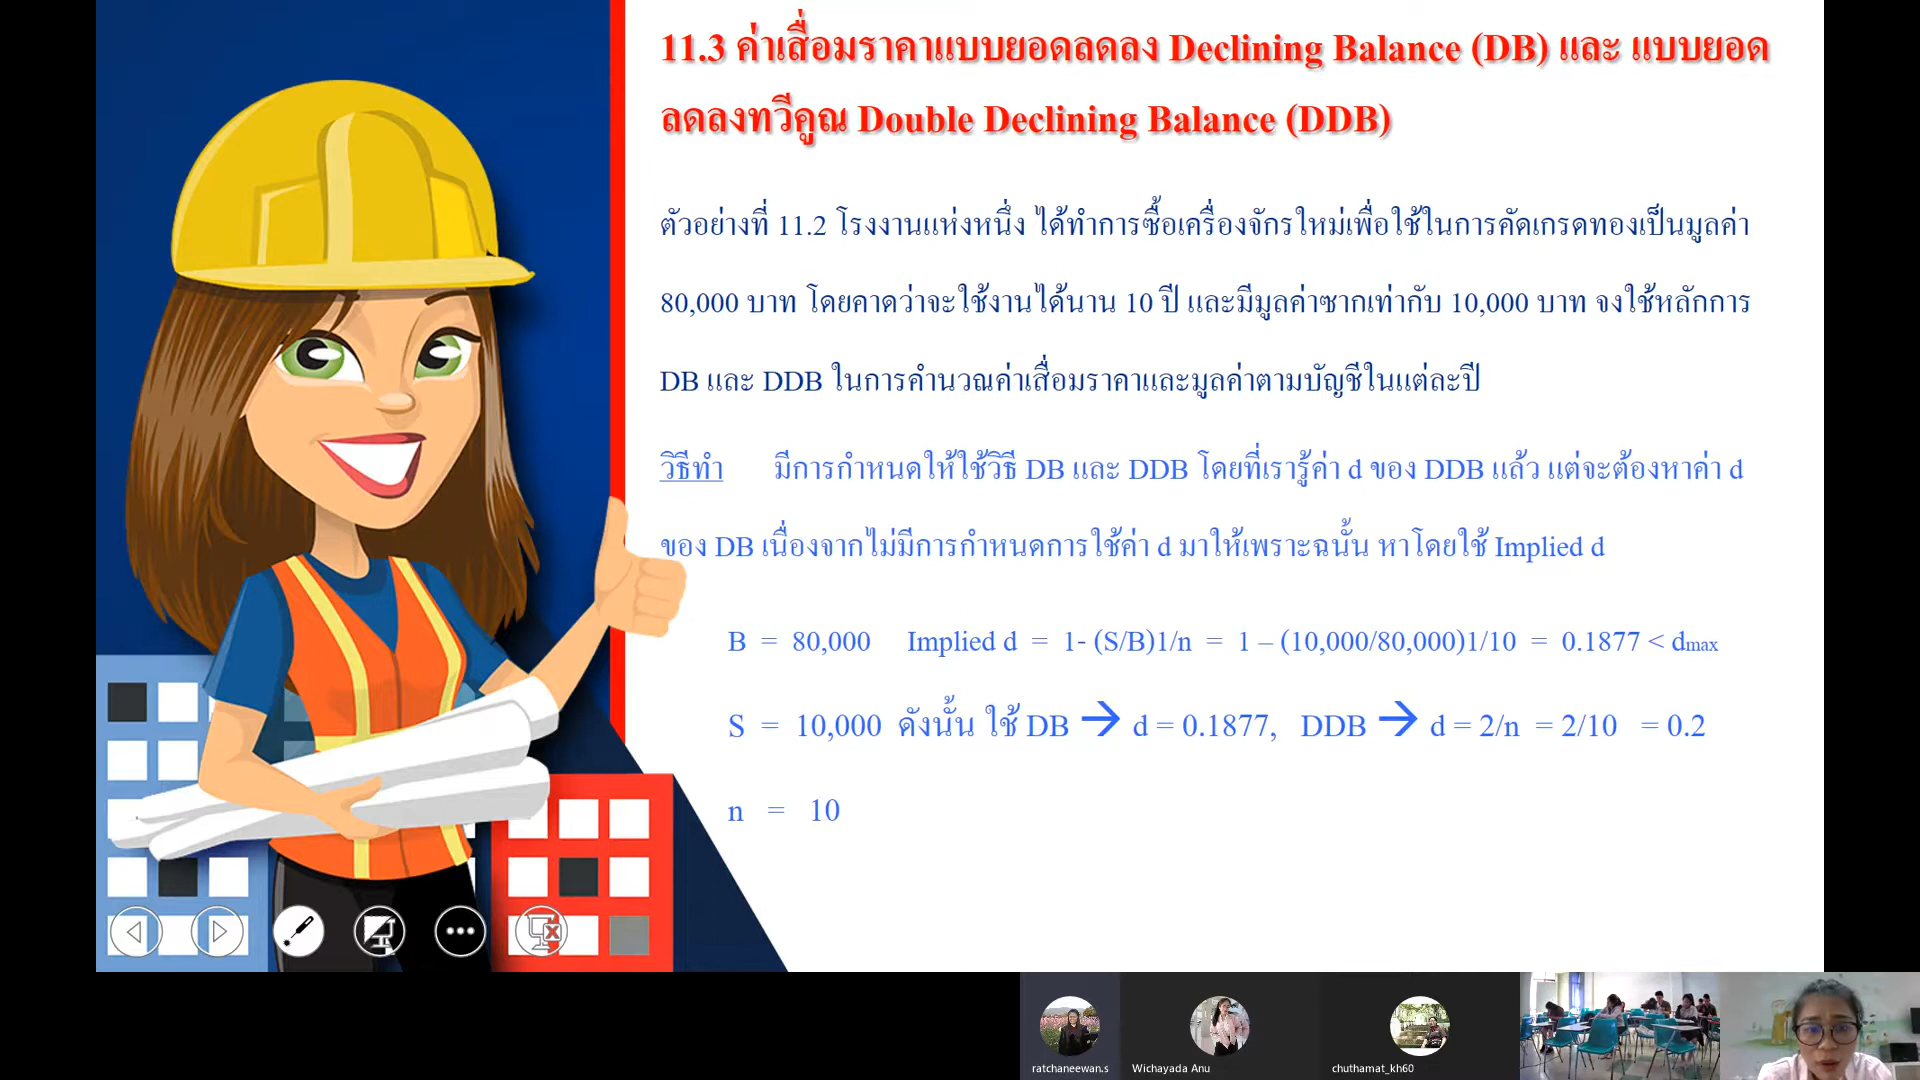 11.3 ค่าเสื่อมราคาแบบยอดลดลง Declining Balance (DB) และ แบบยอด
ลดลงทวีคูณ Double Declining Balance (DDB)
ตัวอย่างที่ 11.2 โรงงานแห่งหนึ่ง ได้ทำการซื้อเครื่องจักรใหม่เพื่อใช้ในการคัดเกรดทองเป็นมูลค่า
80,000 บาท โดยคาดว่าจะใช้งานได้นาน 10 ปี และมีมูลค่าซากเท่ากับ 10,000 บาท จงใช้หลักการ
DB และ DDB ในการคำนวณค่าเสื่อมราคาและมูลค่าตามบัญชีในแต่ละปี
วิธีทำ มีการกำหนดให้ใช้วิธี DB และ DDB โดยที่เรารู้ค่า d ของ DDB แล้ว แต่จะต้องหาค่า d
ของ DB เนื่องจากไม่มีการกำหนดการใช้ค่า d มาให้เพราะฉนั้น หาโดยใช้ Implied d
B = 80,000 Implied d = 1- (S/B)1/n = 1 – (10,000/80,000)1/10 = 0.1877 < dmax
S = 10,000 ดังนั้น ใช้ DB → d = 0.1877, DDB → d = 2/n = 2/10 = 0.2
n = 10
ratchaneewan.s Wichayada Anu chuthamat_kh60